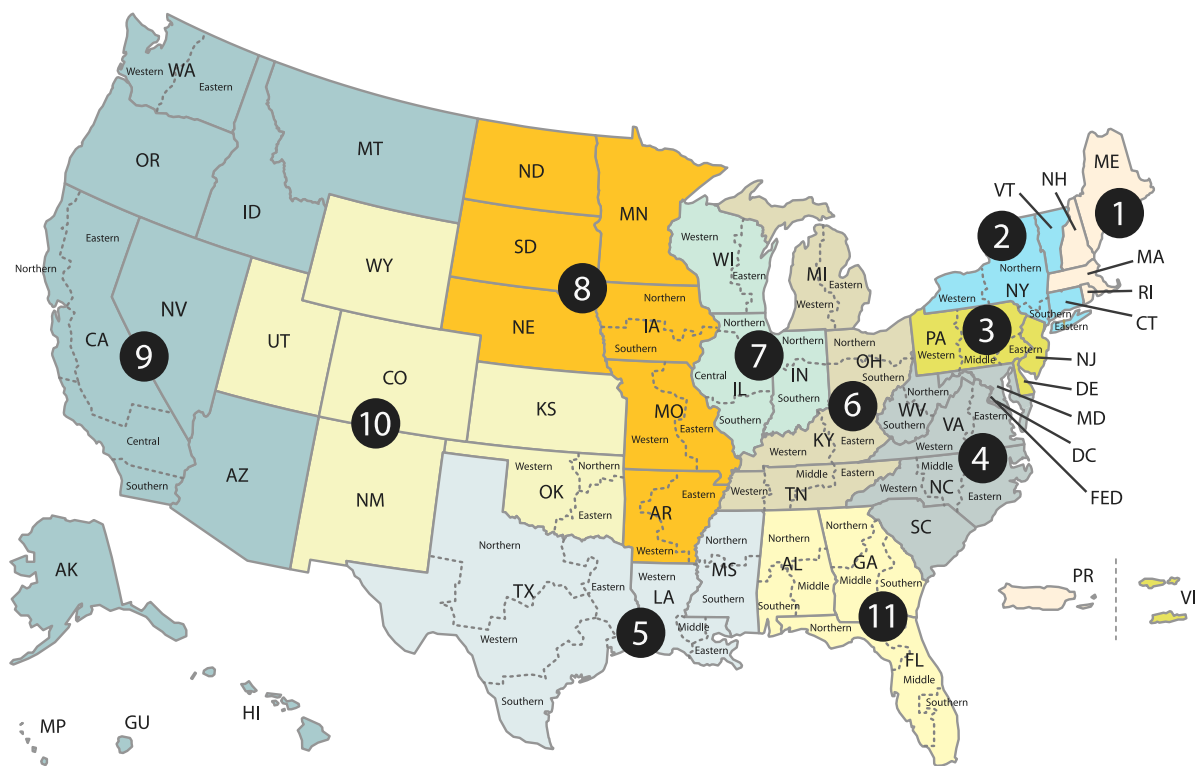 WA
Western
Eastern
OR
MT
ID
ND
MN
SD
WY
NE
8
IA
Northern
Southern
Northern
Eastern
NV
CA
9
Central
Southern
AZ
UT
CO
10
KS
NM
OK
Western
Northern
Eastern
MO
Western
Eastern
AR
Eastern
Western
WI
Western
Eastern
MI
Eastern
Western
7
Northern
Central
IL
Southern
Northern
IN
Southern
Northern
OH
Southern
6
KY
Western
Eastern
Western
Middle
TN
Eastern
ME
NH
VT
1
2
Northern
Western
NY
Southern
Eastern
MA
RI
CT
PA
3
Western
Middle
Eastern
NJ
DE
MD
DC
FED
Northern
WV
Southern
VA
Eastern
Western
4
Middle
Western
NC
Eastern
SC
TX
Northern
Eastern
Western
Southern
Western
LA
5
Middle
Eastern
Northern
MS
Southern
Northern
AL
Middle
Southern
Northern
GA
Middle
Southern
11
Northern
FL
Middle
Southern
AK
HI
GU
MP
PR
VI